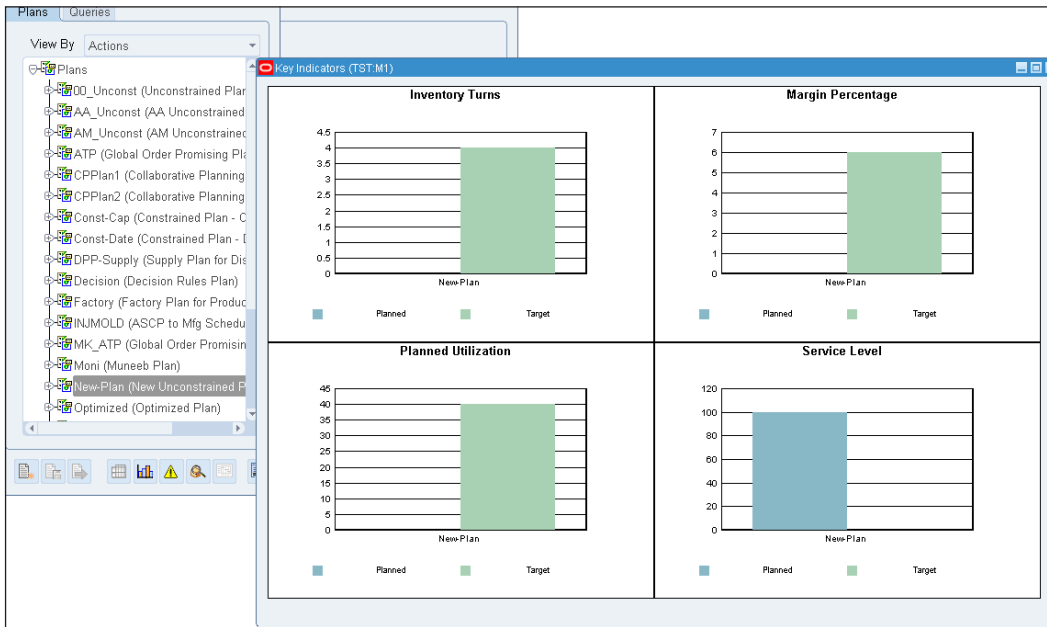 Plans Queries
View By Actions
Plans
00_Unconst (Unconstrained Plan
AA_Unconst (AA Unconstrained
AM_Unconst (AM Unconstrained
ATP (Global Order Promising Pla
CPPlan1 (Collaborative Planning
CPPlan2 (Collaborative Planning
Const-Cap (Constrained Plan - C
Const-Date (Constrained Plan - D
DPP-Supply (Supply Plan for Dis
Decision (Decision Rules Plan)
Factory (Factory Plan for Produc
INJMOLD (ASCP to Mfg Schedu
MK_ATP (Global Order Promisin
Moni (Muneeb Plan)
New-Plan (New Unconstrained P
Optimized (Optimized Plan)
Key Indicators (TST:M1)
Inventory Turns
4.5
4
3.5
3
2.5
2
1.5
1
0.5
0
New-Plan
Planned Target
Margin Percentage
7
6
5
4
3
2
1
0
New-Plan
Planned Target
Planned Utilization
45
40
35
30
25
20
15
10
5
0
New-Plan
Planned Target
Service Level
120
100
80
60
40
20
0
New-Plan
Planned Target